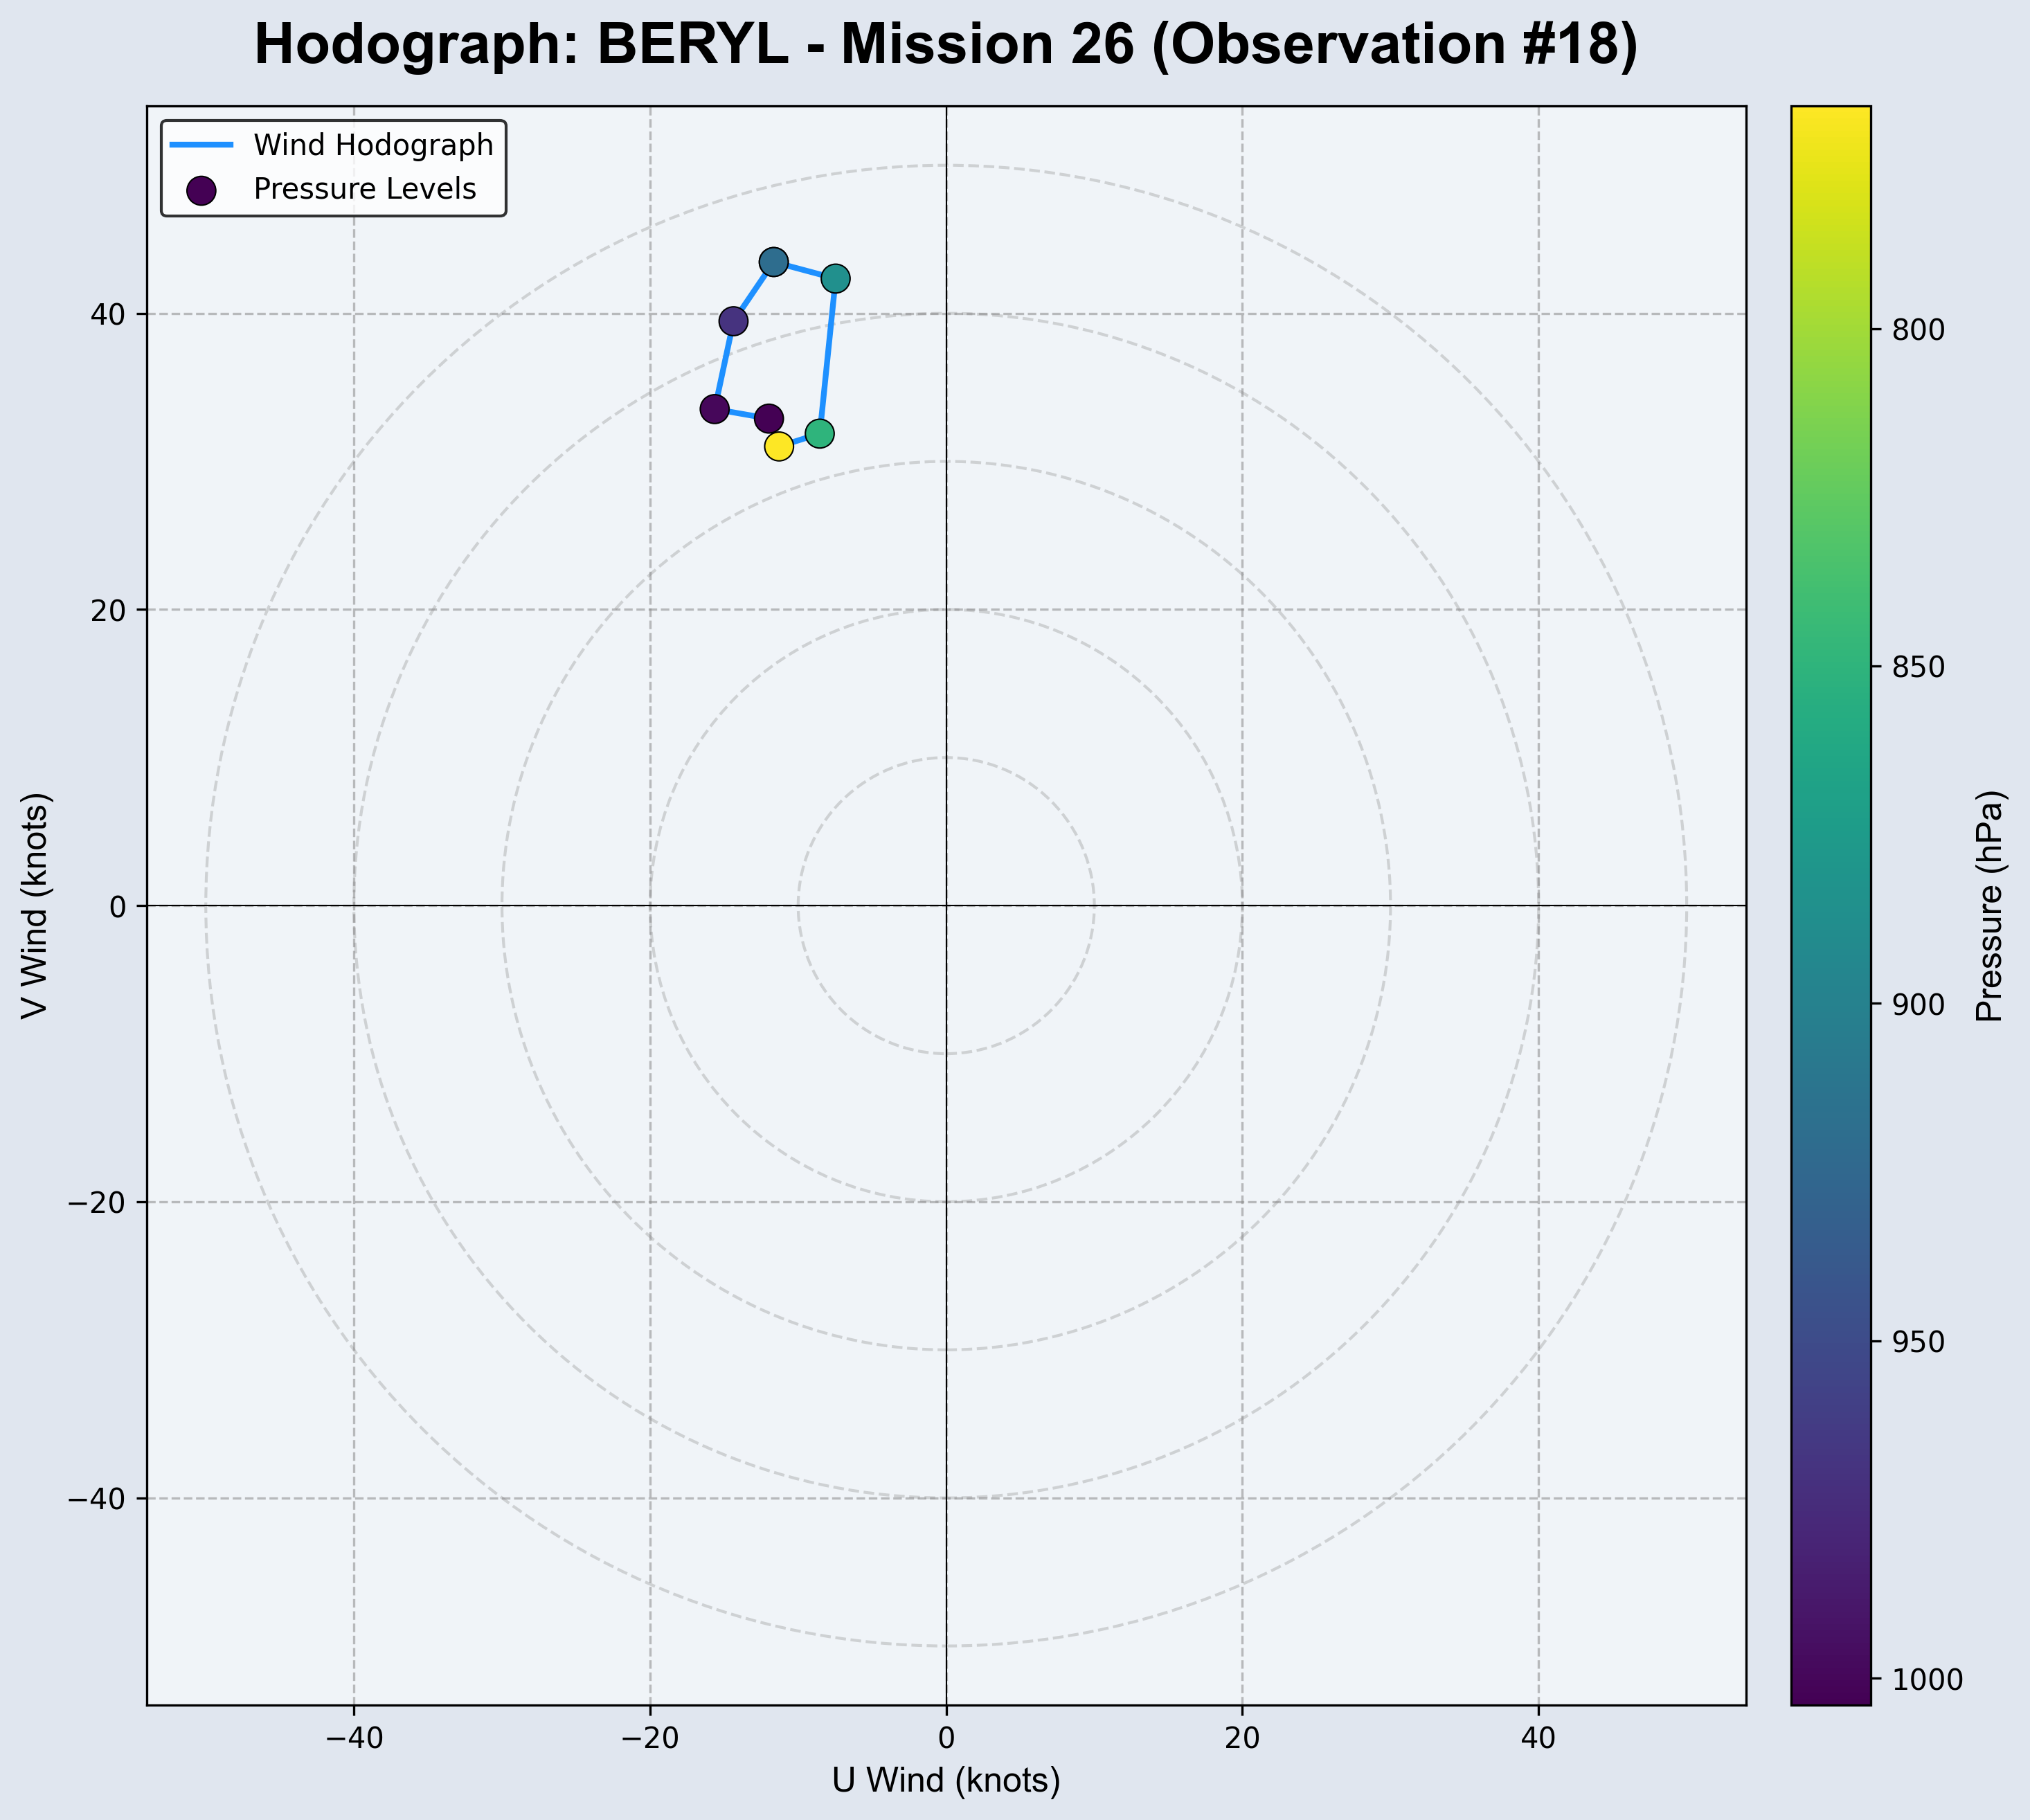 Hodograph: BERYL - Mission 26 (Observation #18)
Wind Hodograph
Pressure Levels
40
20
0
−20
−40
V Wind (knots)
−40
−20
0
20
40
U Wind (knots)
800
850
900
950
1000
Pressure (hPa)